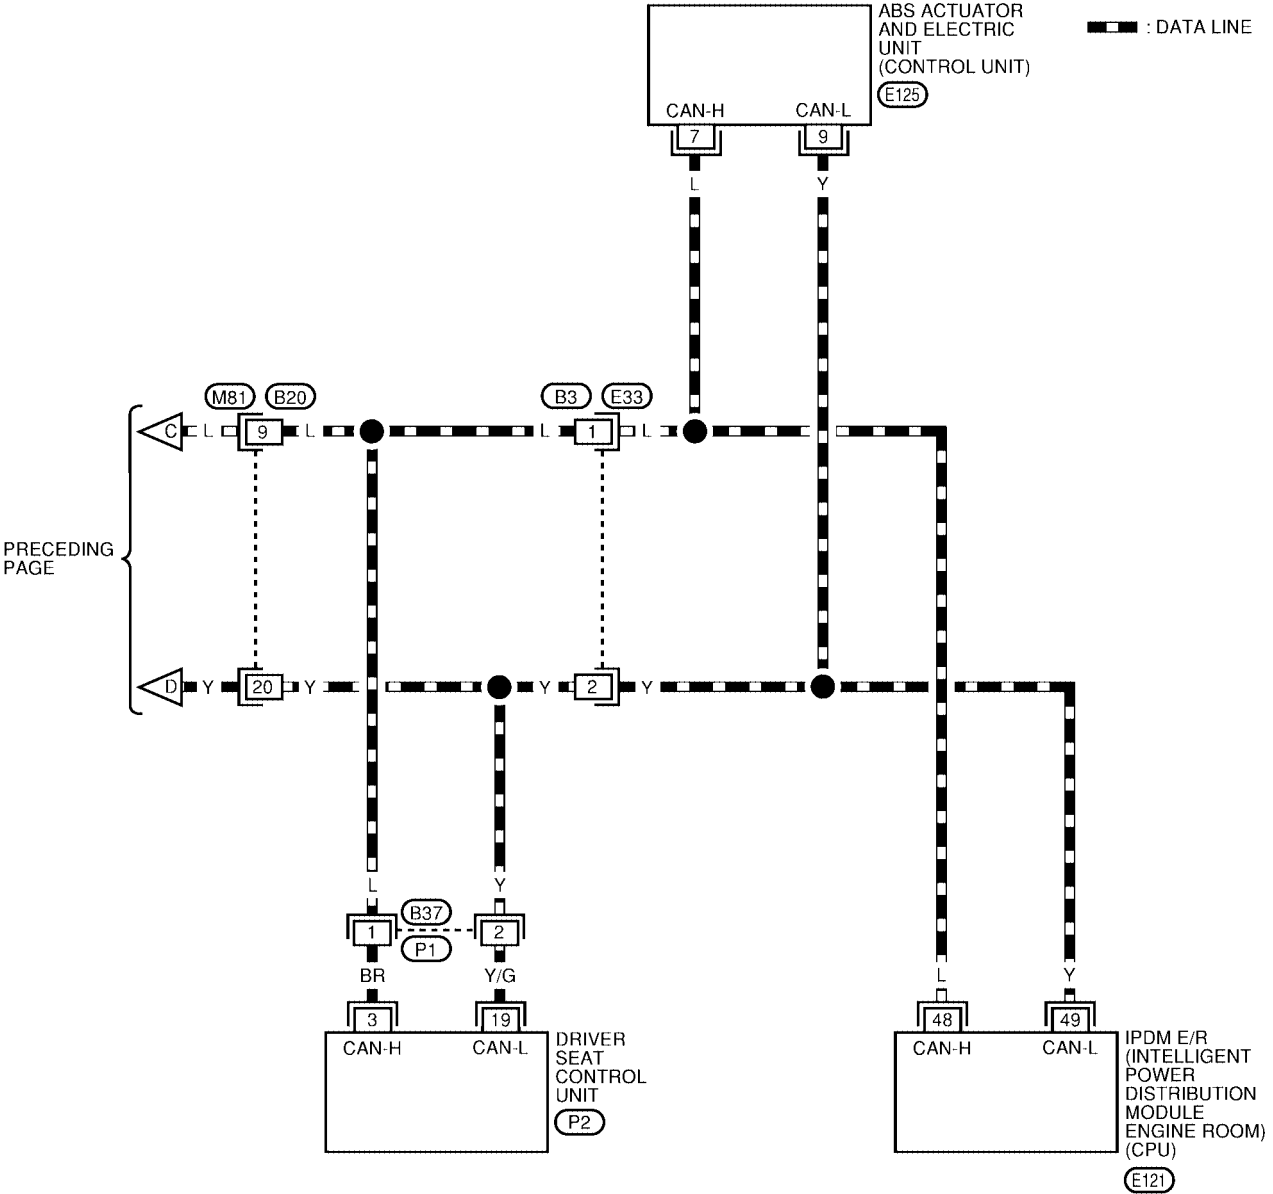 ABS ACTUATOR
AND ELECTRIC
UNIT
(CONTROL UNIT)
E125
: DATA LINE
CAN-H CAN-L
7 9
L Y
M81 B20 B3 E33
C L 9 L L 1 L
PRECEDING
PAGE
D Y 20 Y Y 2 Y
L Y
B37
1 2
P1
BR Y/G
L Y
3 19
48 49
CAN-H CAN-L
DRIVER
SEAT
CONTROL
UNIT
P2
CAN-H CAN-L
IPDM E/R
(INTELLIGENT
POWER
DISTRIBUTION
MODULE
ENGINE ROOM)
(CPU)
E121